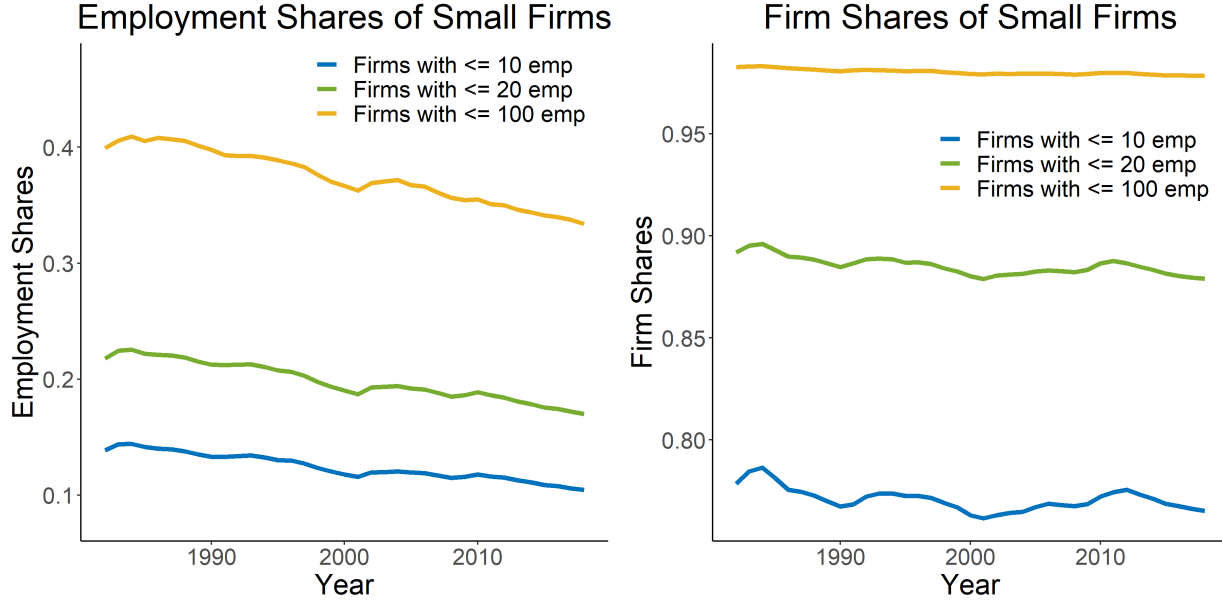 Employment Shares of Small Firms
Firms with <= 10 emp
Firms with <= 20 emp
Firms with <= 100 emp
Employment Shares
0.4
0.3
0.2
0.1
1990 2000 2010
Year
Firm Shares of Small Firms
Firms with <= 10 emp
Firms with <= 20 emp
Firms with <= 100 emp
Firm Shares
0.95
0.90
0.85
0.80
1990 2000 2010
Year